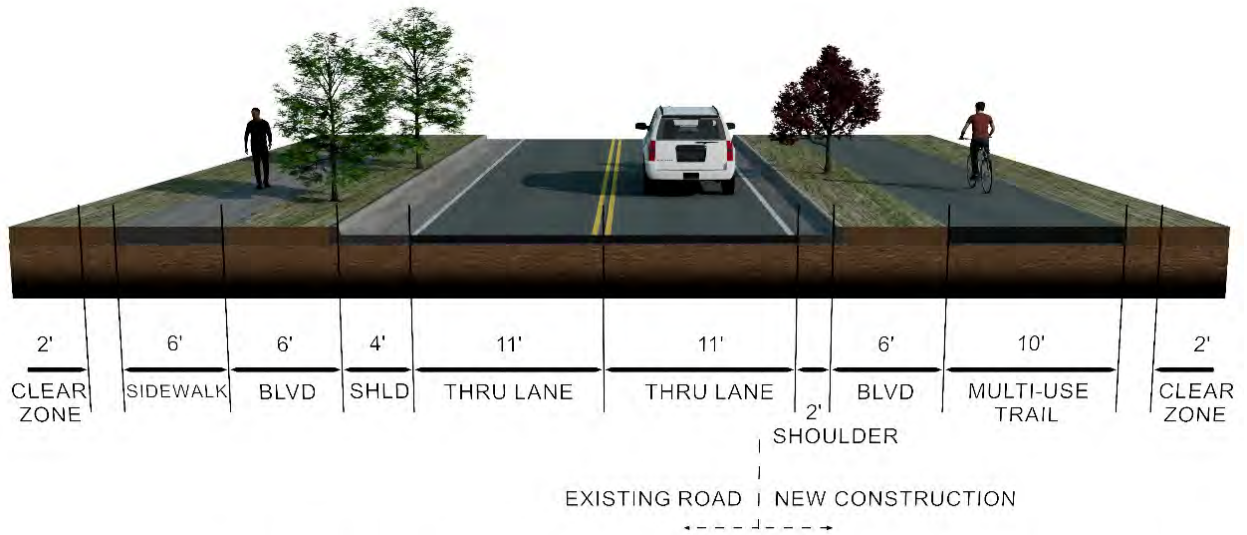 2' 6' 6' 4' 11' 11' 6' 10' 2'
CLEAR ZONE
SIDEWALK
BLVD
SHLD
THRU LANE
THRU LANE
2'
SHOULDER
BLVD
MULTI-USE
TRAIL
CLEAR
ZONE
EXISTING ROAD
NEW CONSTRUCTION